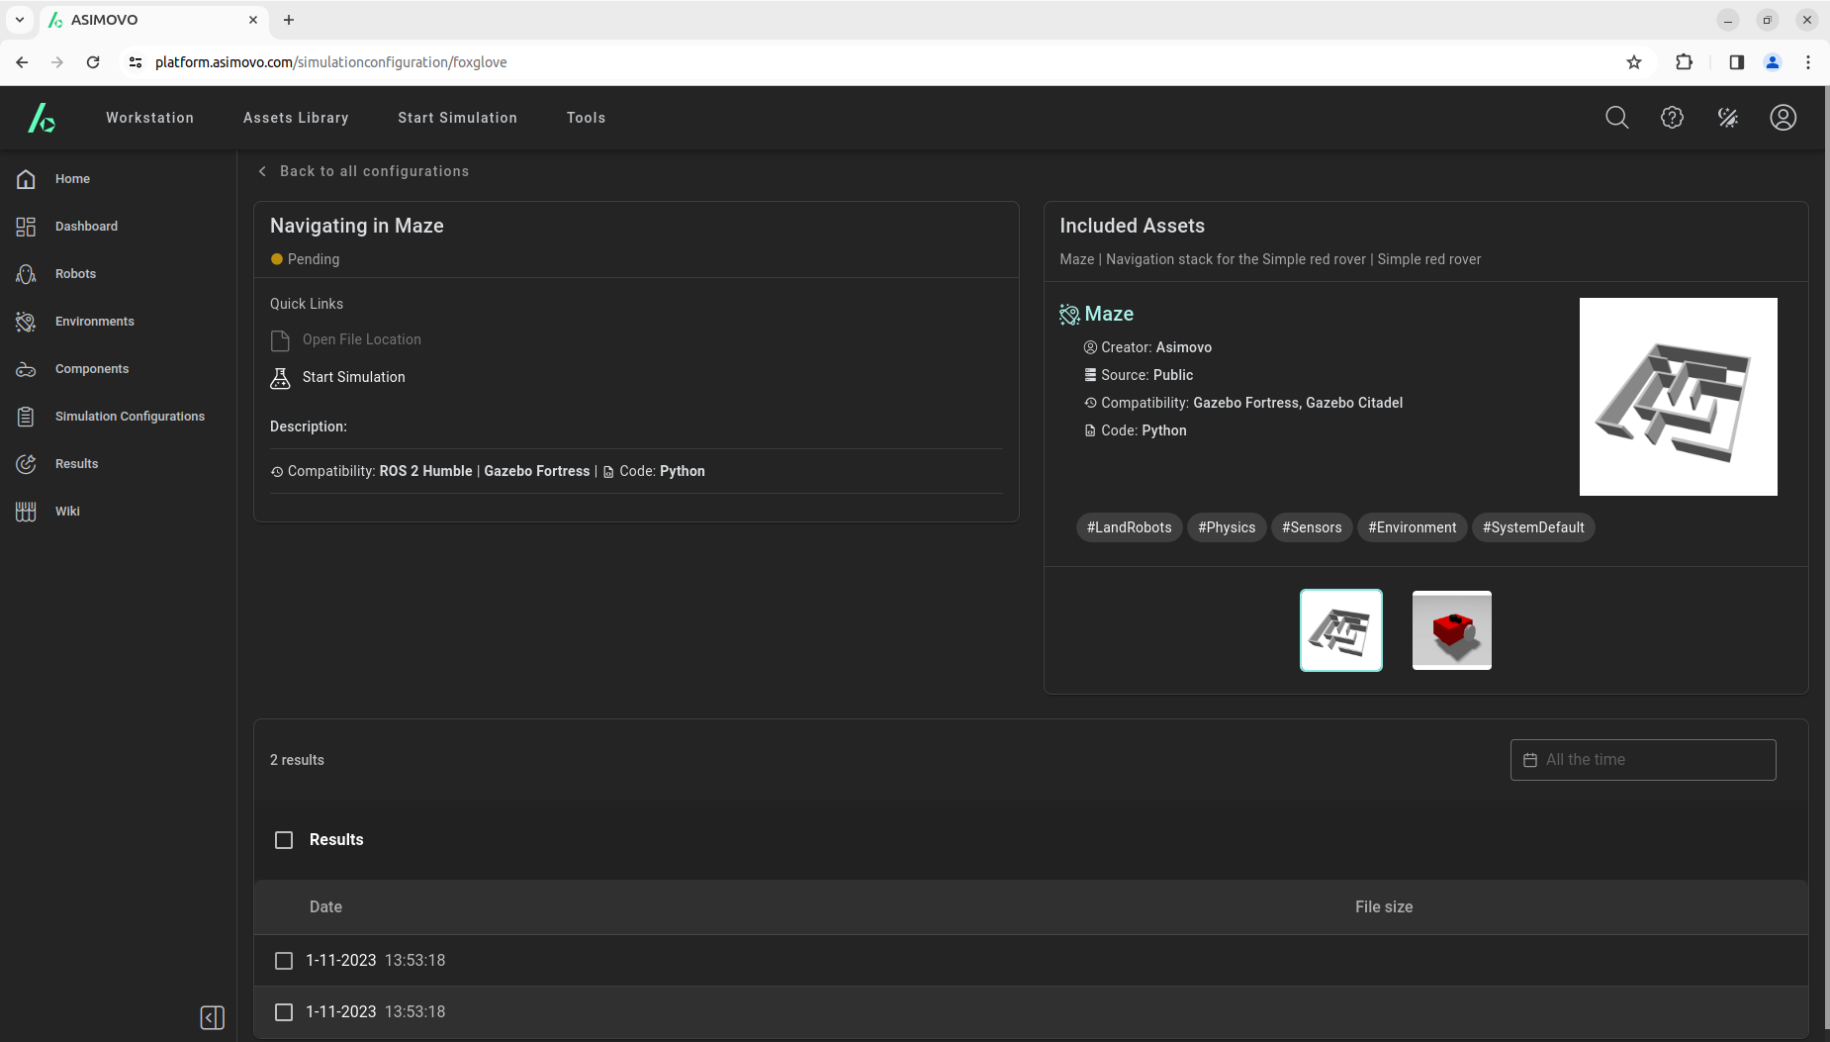 ASIMOVO
platform.asimovo.com/simulationconfiguration/foxglove
Workstation Assets Library Start Simulation Tools
Home
Dashboard
Robots
Environments
Components
Simulation Configurations
Results
Wiki
Back to all configurations
Navigating in Maze
Pending
Quick Links
Open File Location
Start Simulation
Description:
Compatibility: ROS 2 Humble | Gazebo Fortress | Code: Python
Included Assets
Maze | Navigation stack for the Simple red rover | Simple red rover
Maze
Creator: Asimovo
Source: Public
Compatibility: Gazebo Fortress, Gazebo Citadel
Code: Python
#LandRobots #Physics #Sensors #Environment #SystemDefault
2 results
All the time
Results
Date File size
1-11-2023 13:53:18
1-11-2023 13:53:18